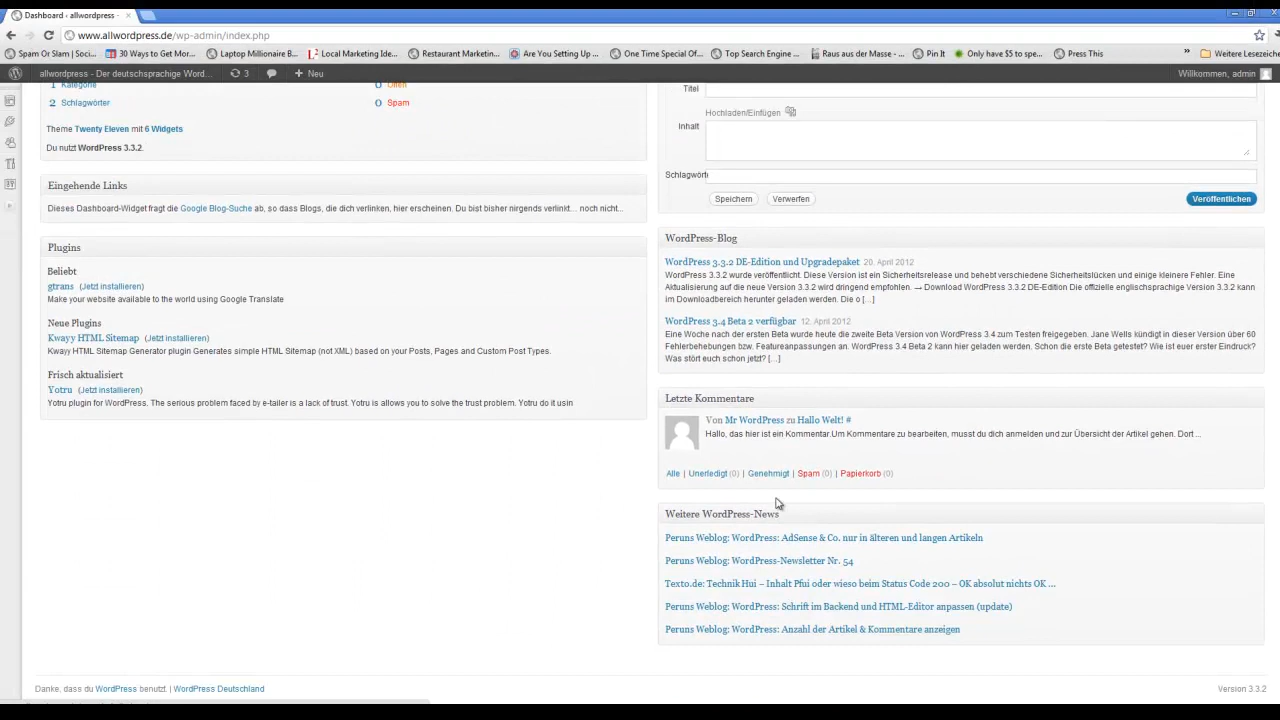 Dashboard ‹ allwordpress -
www.allwordpress.de/wp-admin/index.php
Spam Or Slam | Social... 30 Ways to Get Mor... Laptop Millionaire B... Local Marketing Ide... Restaurant Marketin... Are You Setting Up ... One Time Special Of... Top Search Engine ... Raus aus der Masse - ... Pin It Only have $5 to spe... Press This » Weitere Lesezeichen
allwordpress - Der deutschsprachige Word... 3 + Neu Willkommen, admin
1 Kategorie 0 Offen
2 Schlagwörter 0 Spam
Theme Twenty Eleven mit 6 Widgets
Du nutzt WordPress 3.3.2.
Eingehende Links
Dieses Dashboard-Widget fragt die Google Blog-Suche ab, so dass Blogs, die dich verlinken, hier erscheinen. Du bist bisher nirgends verlinkt… noch nicht...
Plugins
Beliebt
gtrans (Jetzt installieren)
Make your website available to the world using Google Translate
Neue Plugins
Kwayy HTML Sitemap (Jetzt installieren)
Kwayy HTML Sitemap Generator plugin Generates simple HTML Sitemap (not XML) based on your Posts, Pages and Custom Post Types.
Frisch aktualisiert
Yotru (Jetzt installieren)
Yotru plugin for WordPress. The serious problem faced by e-tailer is a lack of trust. Yotru is allows you to solve the trust problem. Yotru do it usin
Titel
Hochladen/Einfügen
Inhalt
Schlagwörte
Speichern Verwerfen Veröffentlichen
WordPress-Blog
WordPress 3.3.2 DE-Edition und Upgradepaket 20. April 2012
WordPress 3.3.2 wurde veröffentlicht. Diese Version ist ein Sicherheitsrelease und behebt verschiedene Sicherheitslücken und einige kleinere Fehler. Eine
Aktualisierung auf die neue Version 3.3.2 wird dringend empfohlen. → Download WordPress 3.3.2 DE-Edition Die offizielle englischsprachige Version 3.3.2 kann
im Downloadbereich herunter geladen werden. Die o […]
WordPress 3.4 Beta 2 verfügbar 12. April 2012
Eine Woche nach der ersten Beta wurde heute die zweite Beta Version von WordPress 3.4 zum Testen freigegeben. Jane Wells kündigt in dieser Version über 60
Fehlerbehebungen bzw. Featureanpassungen an. WordPress 3.4 Beta 2 kann hier geladen werden. Schon die erste Beta getestet? Wie ist euer erster Eindruck?
Was stört euch schon jetzt? […]
Letzte Kommentare
Von Mr WordPress zu Hallo Welt! #
Hallo, das hier ist ein Kommentar.Um Kommentare zu bearbeiten, musst du dich anmelden und zur Übersicht der Artikel gehen. Dort ...
Alle | Unerledigt (0) | Genehmigt | Spam (0) | Papierkorb (0)
Weitere WordPress-News
Peruns Weblog: WordPress: AdSense & Co. nur in älteren und langen Artikeln
Peruns Weblog: WordPress-Newsletter Nr. 54
Texto.de: Technik Hui – Inhalt Pfui oder wieso beim Status Code 200 – OK absolut nichts OK …
Peruns Weblog: WordPress: Schrift im Backend und HTML-Editor anpassen (update)
Peruns Weblog: WordPress: Anzahl der Artikel & Kommentare anzeigen
Danke, dass du WordPress benutzt. | WordPress Deutschland Version 3.3.2